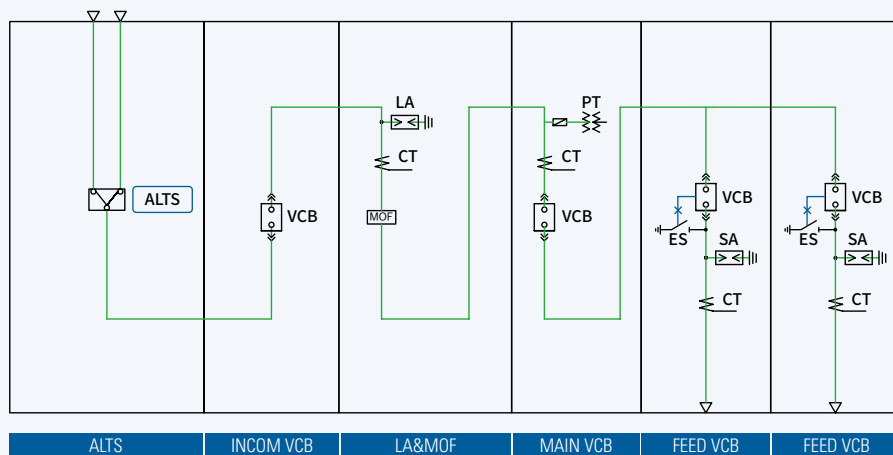 LA
PT
CT
CT
ALTS
VCB
MOF
VCB
VCB
VCB
ES
SA
ES
SA
CT
CT
ALTS
INCOM VCB
LA&MOF
MAIN VCB
FEED VCB
FEED VCB